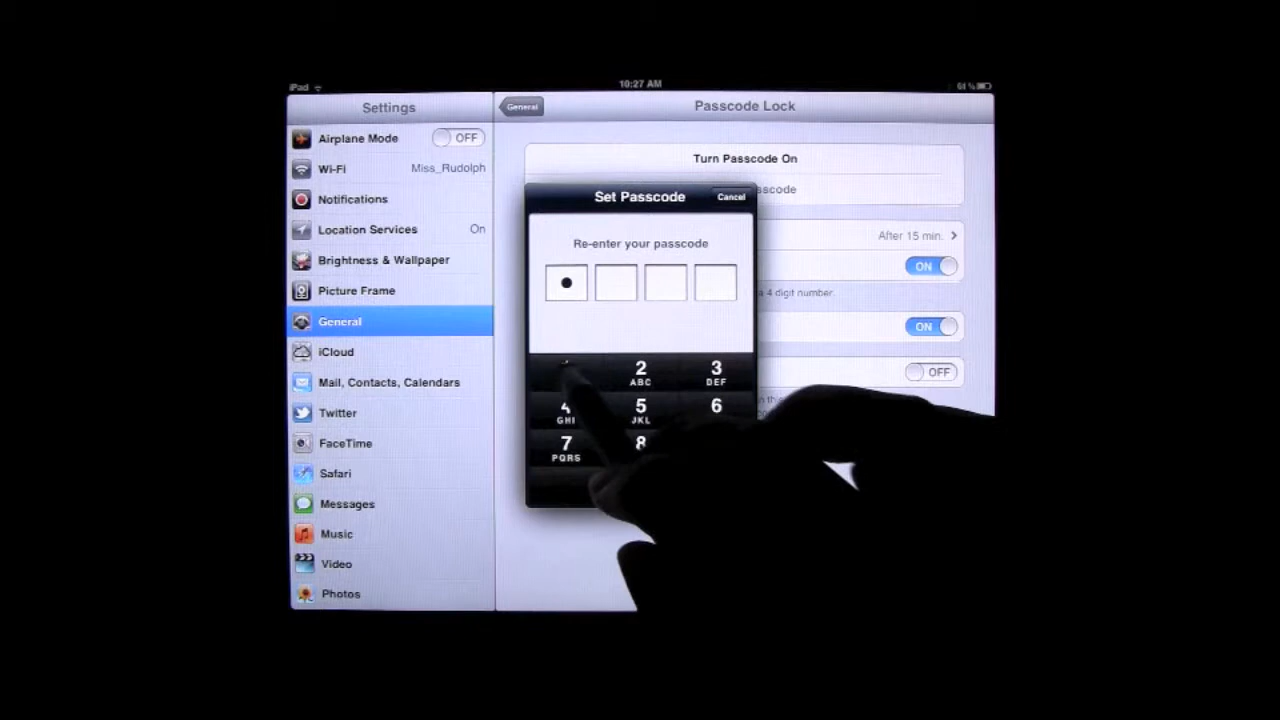 iPad
10:27 AM
Settings
General
Passcode Lock
Airplane Mode OFF
Wi-Fi Miss_Rudolph
Notifications
Location Services On
Brightness & Wallpaper
Picture Frame
General
iCloud
Mail, Contacts, Calendars
Twitter
FaceTime
Safari
Messages
Music
Video
Photos
Turn Passcode On
After 15 min.
ON
a 4 digit number.
ON
OFF
Set Passcode Cancel
Re-enter your passcode
2 3
ABC DEF
4 5 6
GHI JKL
7 8
PQRS